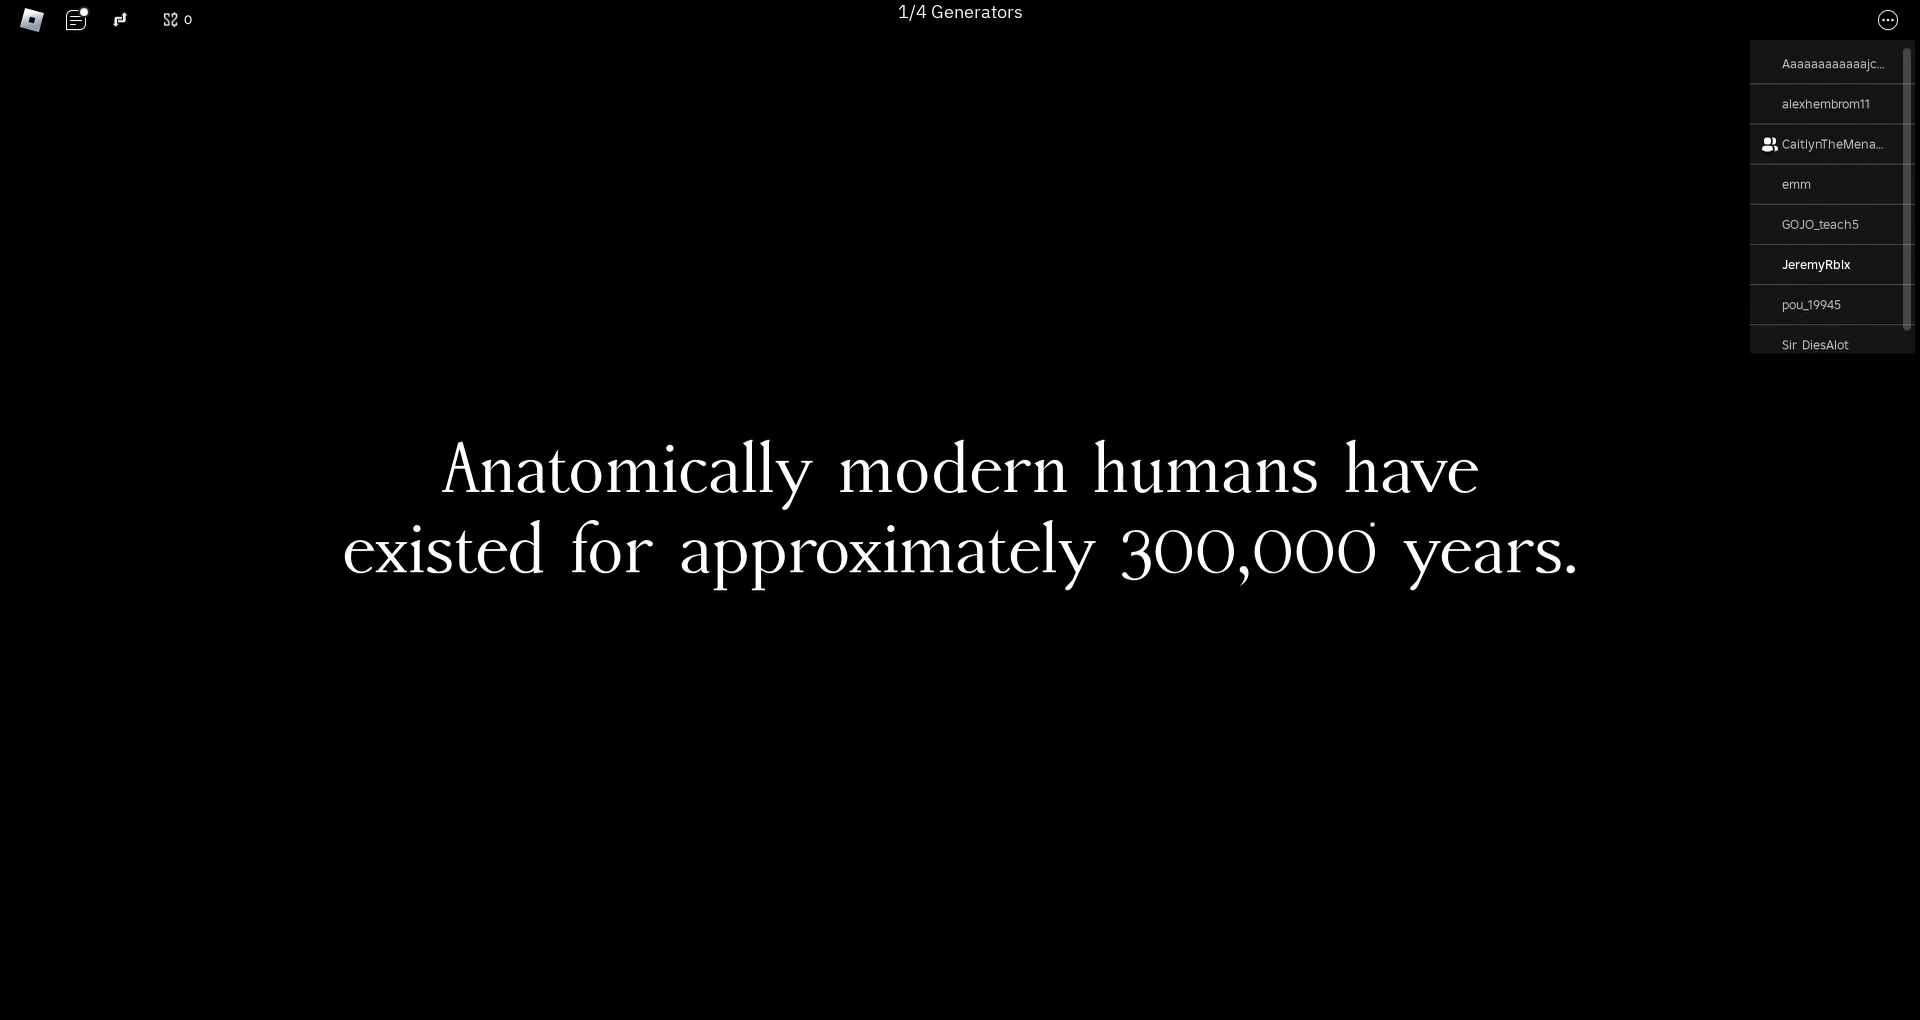 0
1/4 Generators
Aaaaaaaaaaaajc...
alexhembrom11
CaitlynTheMena...
emm
GOJO_teach5
JeremyRblx
pou_19945
Sir_DiesAlot
Anatomically modern humans have
existed for approximately 300,000 years.